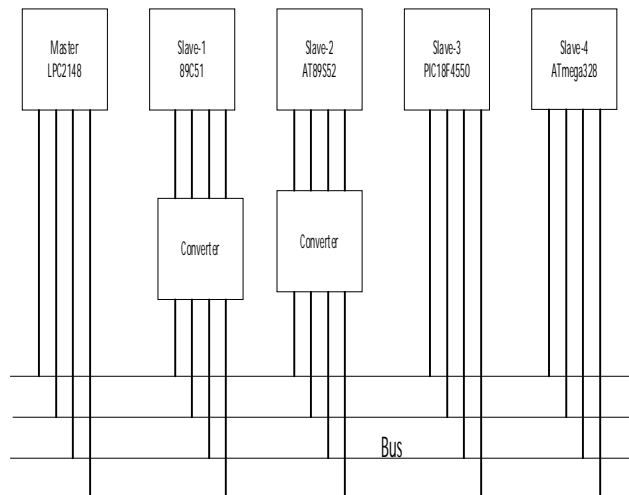 Master
LPC2148
Slave-1
89C51
Slave-2
AT89S52
Slave-3
PIC18F4550
Slave-4
ATmega328
Converter
Converter
Bus